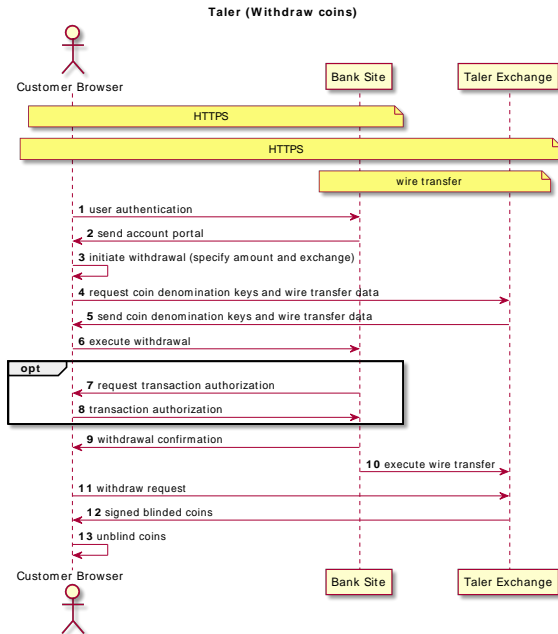 Taler (Withdraw coins)
Customer Browser
Bank Site
Taler Exchange
HTTPS
HTTPS
wire transfer
1 user authentication
2 send account portal
3 initiate withdrawal (specify amount and exchange)
4 request coin denomination keys and wire transfer data
5 send coin denomination keys and wire transfer data
6 execute withdrawal
opt
7 request transaction authorization
8 transaction authorization
9 withdrawal confirmation
10 execute wire transfer
11 withdraw request
12 signed blinded coins
13 unblind coins
Customer Browser
Bank Site
Taler Exchange